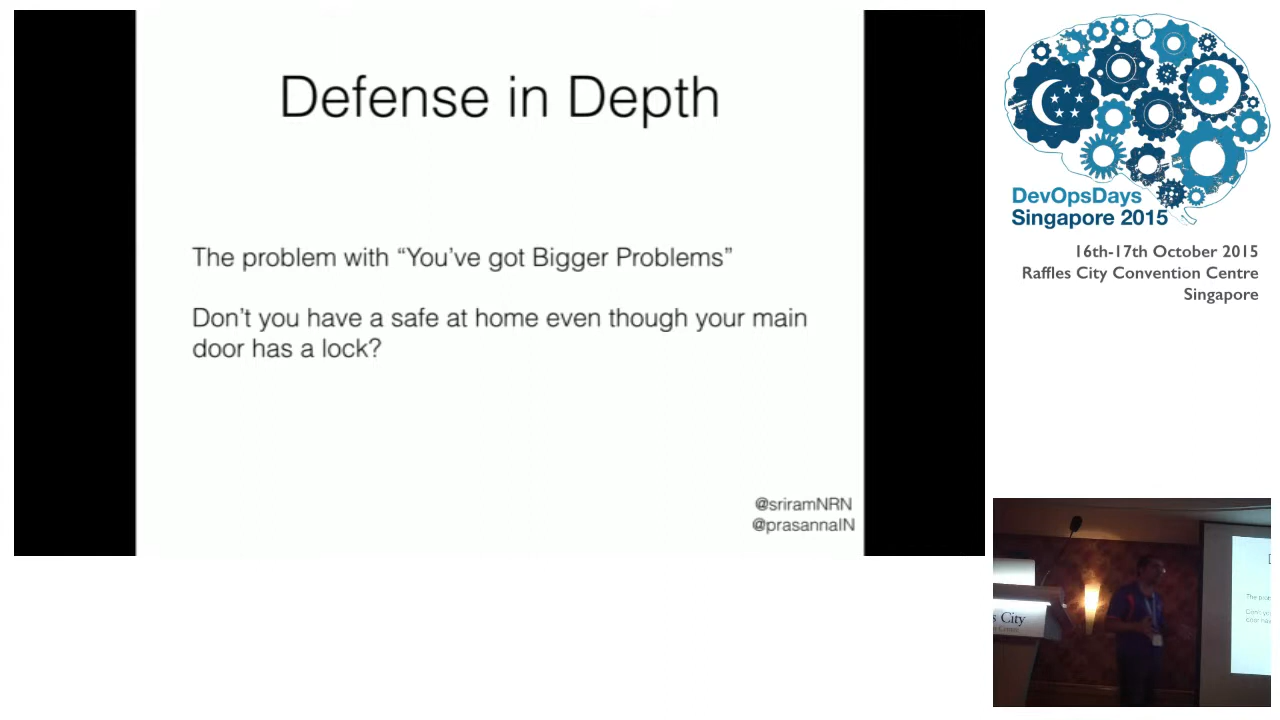 Defense in Depth
The problem with “You’ve got Bigger Problems”
Don’t you have a safe at home even though your main
door has a lock?
@sriramNRN
@prasannaIN
DevOpsDays
Singapore 2015
16th-17th October 2015
Raffles City Convention Centre
Singapore
s City